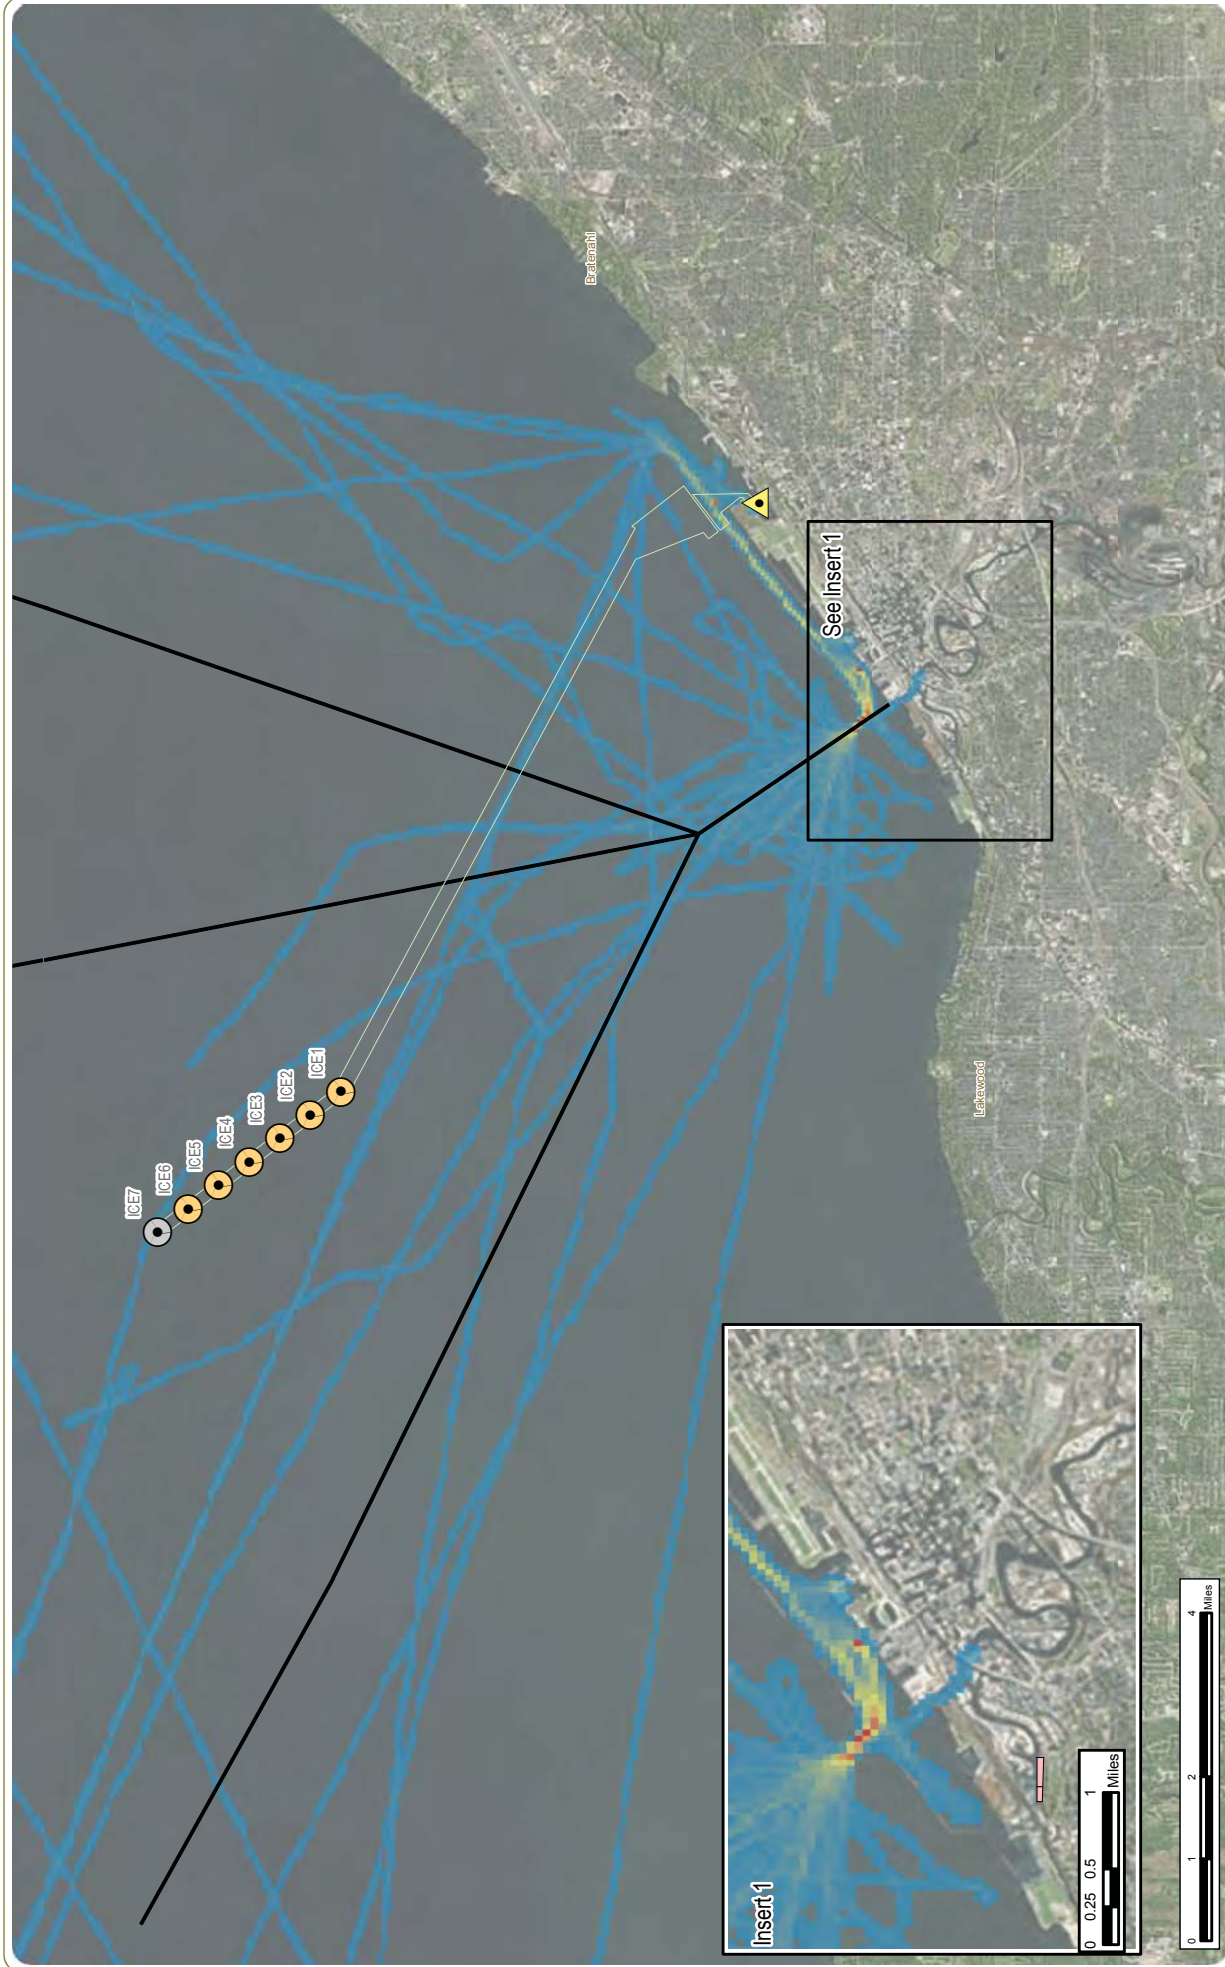 ICE7
ICE6
ICE5
ICE4
ICE3
ICE2
ICE1
Bratenahl
See Insert 1
Lakewood
Insert 1
0 0.25 0.5 1
Miles
0 1 2 4
Miles